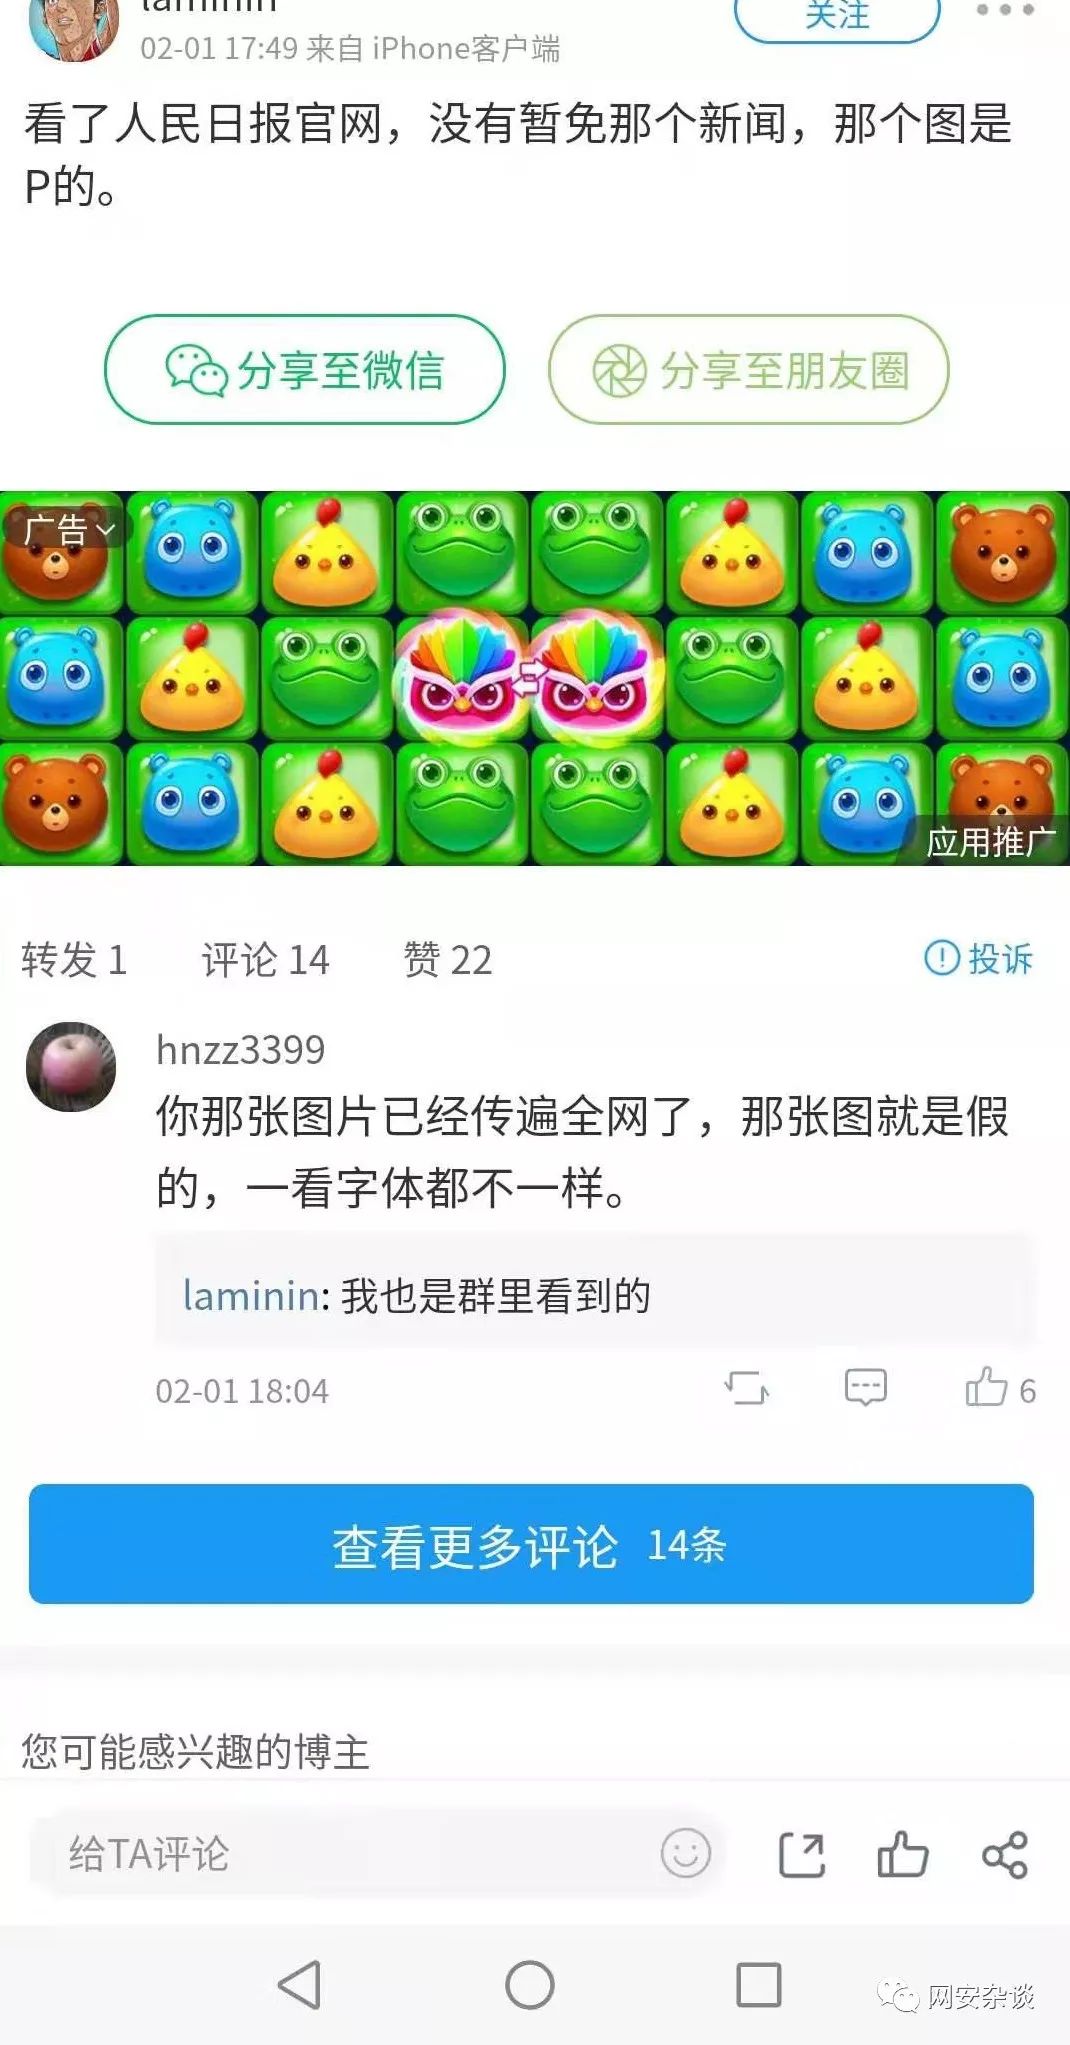 laminin
关注
02-01 17:49 来自 iPhone客户端
看了人民日报官网，没有暂免那个新闻，那个图是
P的。
分享至微信
分享至朋友圈
广告
应用推广
转发 1 评论 14 赞 22
投诉
hnzz3399
你那张图片已经传遍全网了，那张图就是假
的，一看字体都不一样。
laminin: 我也是群里看到的
02-01 18:04
6
查看更多评论 14条
您可能感兴趣的博主
给TA评论
网安杂谈